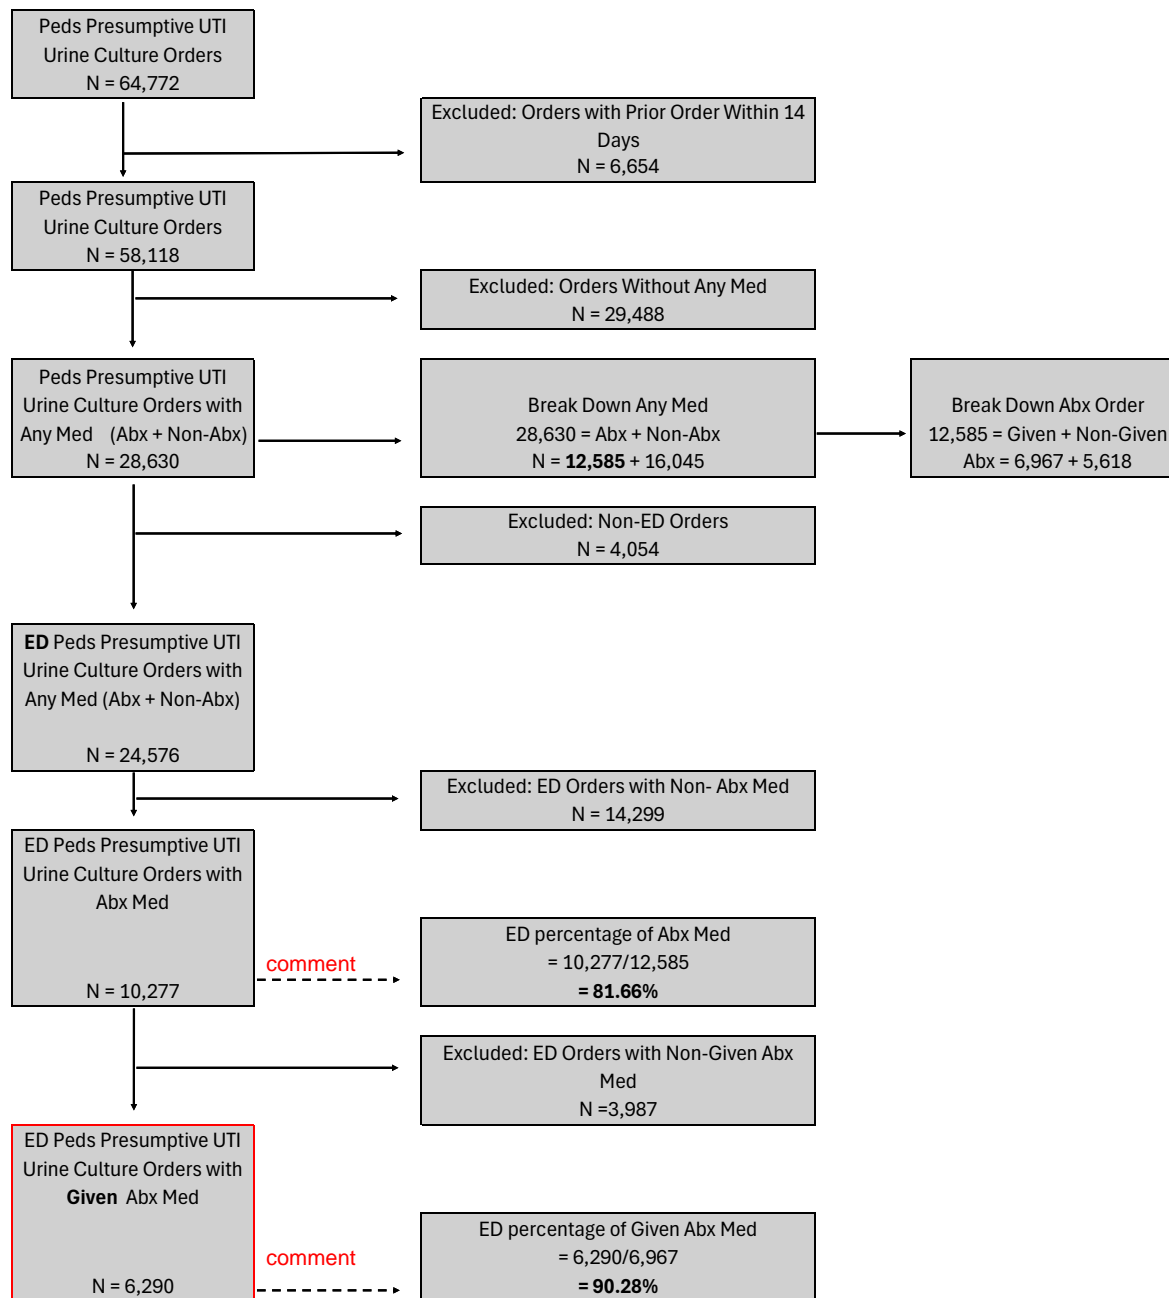 Peds Presumptive UTI
Urine Culture Orders
N = 64,772
Excluded: Orders with Prior Order Within 14
Days
N = 6,654
Peds Presumptive UTI
Urine Culture Orders
N = 58,118
Excluded: Orders Without Any Med
N = 29,488
Peds Presumptive UTI
Urine Culture Orders with
Any Med (Abx + Non-Abx)
N = 28,630
Break Down Any Med
28,630 = Abx + Non-Abx
N = 12,585 + 16,045
Break Down Abx Order
12,585 = Given + Non-Given
Abx = 6,967 + 5,618
Excluded: Non-ED Orders
N = 4,054
ED Peds Presumptive UTI
Urine Culture Orders with
Any Med (Abx + Non-Abx)
N = 24,576
Excluded: ED Orders with Non- Abx Med
N = 14,299
ED Peds Presumptive UTI
Urine Culture Orders with
Abx Med
N = 10,277
comment
ED percentage of Abx Med
= 10,277/12,585
= 81.66%
Excluded: ED Orders with Non-Given Abx
Med
N =3,987
ED Peds Presumptive UTI
Urine Culture Orders with
Given Abx Med
N = 6,290
comment
ED percentage of Given Abx Med
= 6,290/6,967
= 90.28%